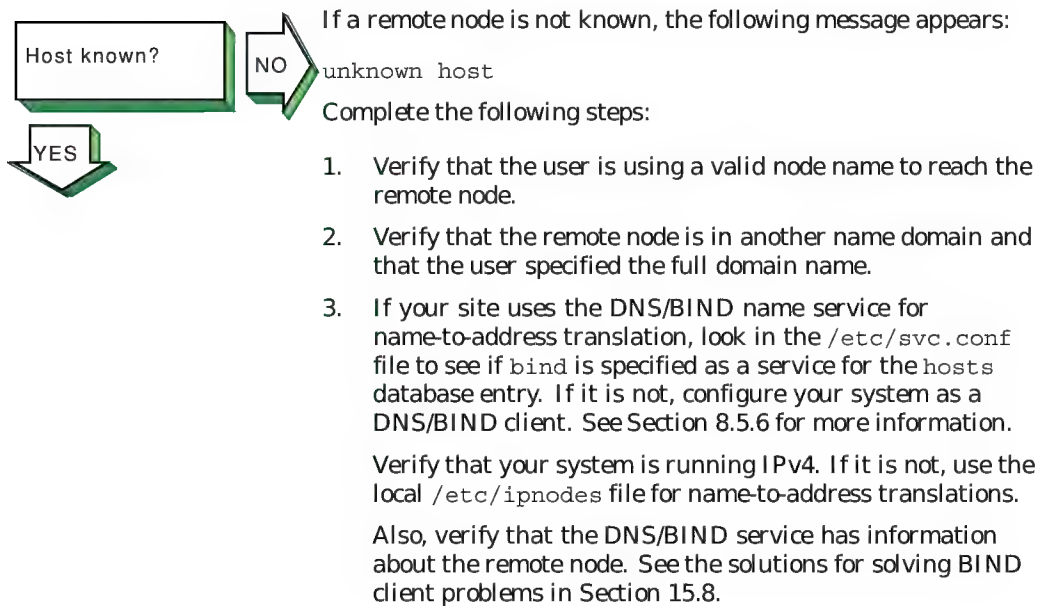 Host known?
NO
YES
If a remote node is not known, the following message appears:
unknown host
Complete the following steps:
1. Verify that the user is using a valid node name to reach the
remote node.
2. Verify that the remote node is in another name domain and
that the user specified the full domain name.
3. If your site uses the DNS/BIND name service for
name-to-address translation, look in the /etc/svc.conf
file to see if bind is specified as a service for the hosts
database entry. If it is not, configure your system as a
DNS/BIND client. See Section 8.5.6 for more information.
Verify that your system is running IPv4. If it is not, use the
local /etc/ipnodes file for name-to-address translations.
Also, verify that the DNS/BIND service has information
about the remote node. See the solutions for solving BIND
client problems in Section 15.8.